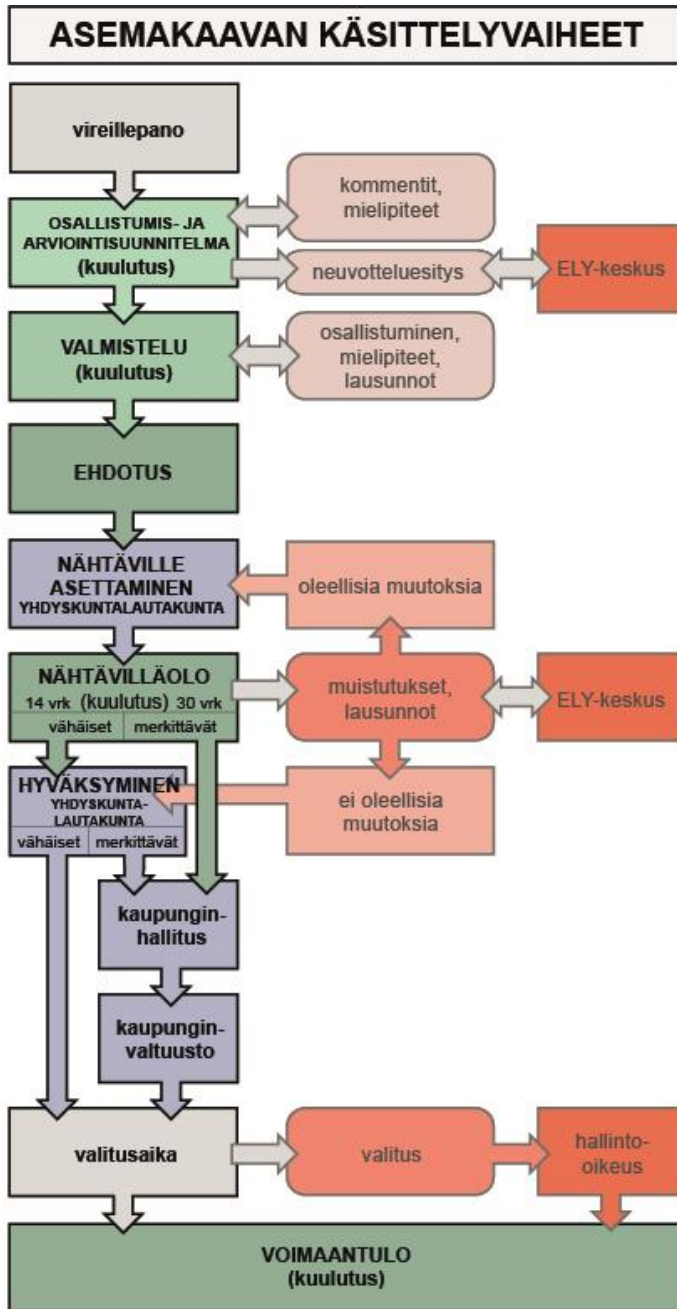 ASEMAKAAVAN KÄSITTELYVAIHEET
vireillepano
OSALLISTUMIS- JA
ARVIOINTISUUNNITELMA
(kuulutus)
kommentit,
mielipiteet
neuvotteluesitys
ELY-keskus
VALMISTELU
(kuulutus)
osallistuminen,
mielipiteet,
lausunnot
EHDOTUS
NÄHTÄVILLE
ASETTAMINEN
YHDYSKUNTALAUTAKUNTA
oleellisia muutoksia
NÄHTÄVILLÄOLO
14 vrk (kuulutus) 30 vrk
vähäiset merkittävät
muistutukset,
lausunnot
ELY-keskus
HYVÄKSYMINEN
YHDYSKUNTA-
LAUTAKUNTA
vähäiset merkittävät
ei oleellisia
muutoksia
kaupungin-
hallitus
kaupungin-
valtuusto
valitusaika
valitus
hallinto-
oikeus
VOIMAANTULO
(kuulutus)